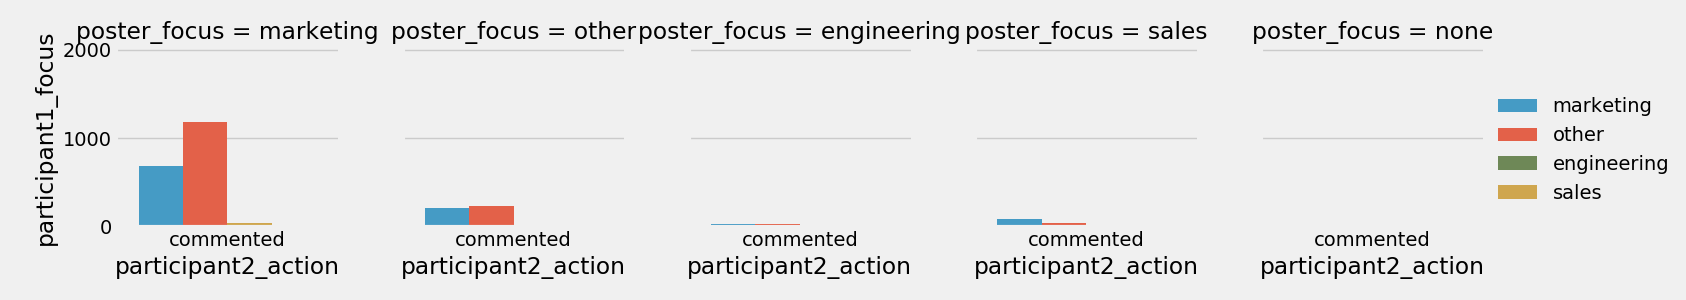 poster_focus = marketing
poster_focus = other
poster_focus = engineering
poster_focus = sales
poster_focus = none
participant1_focus
2000
1000
0
commented
commented
commented
commented
commented
participant2_action
participant2_action
participant2_action
participant2_action
participant2_action
marketing
other
engineering
sales